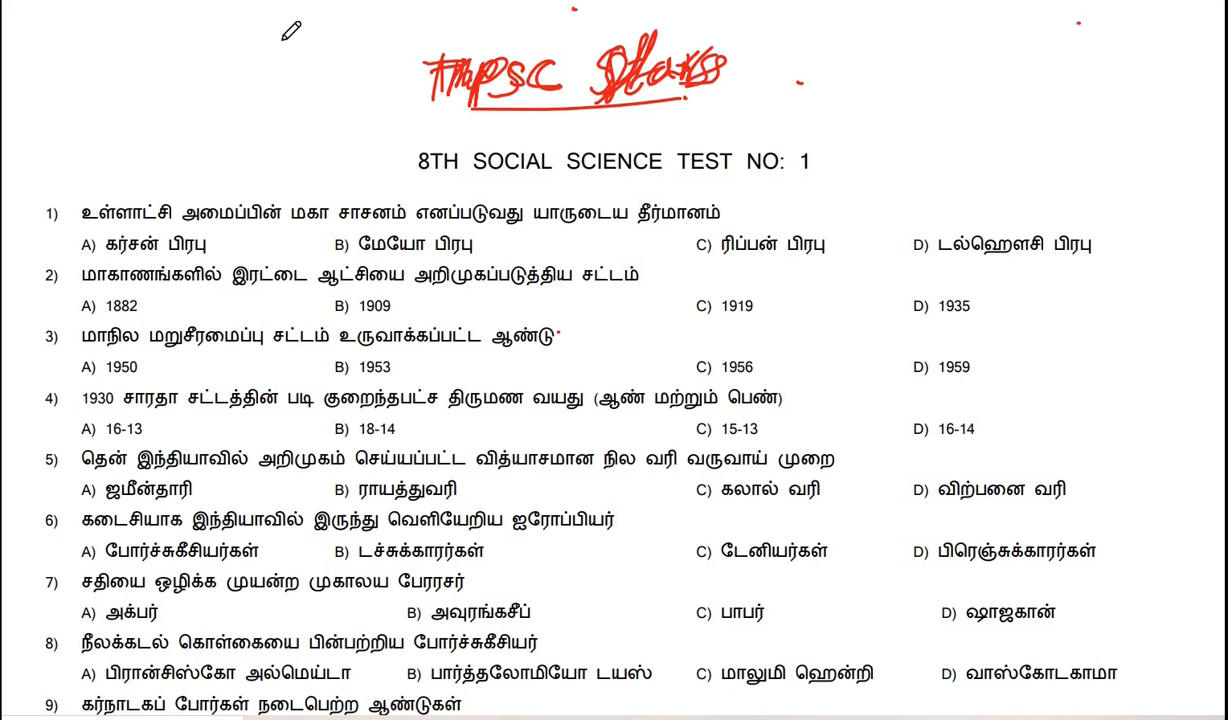 Tnpsc Stars
8TH SOCIAL SCIENCE TEST NO: 1
1) உள்ளாட்சி அமைப்பின் மகா சாசனம் எனப்படுவது யாருடைய தீர்மானம்
A) கர்சன் பிரபு B) மேயோ பிரபு C) ரிப்பன் பிரபு D) டல்ஹௌசி பிரபு
2) மாகாணங்களில் இரட்டை ஆட்சியை அறிமுகப்படுத்திய சட்டம்
A) 1882 B) 1909 C) 1919 D) 1935
3) மாநில மறுசீரமைப்பு சட்டம் உருவாக்கப்பட்ட ஆண்டு
A) 1950 B) 1953 C) 1956 D) 1959
4) 1930 சாரதா சட்டத்தின் படி குறைந்தபட்ச திருமண வயது (ஆண் மற்றும் பெண்)
A) 16-13 B) 18-14 C) 15-13 D) 16-14
5) தென் இந்தியாவில் அறிமுகம் செய்யப்பட்ட வித்யாசமான நில வரி வருவாய் முறை
A) ஜமீன்தாரி B) ராயத்துவரி C) கலால் வரி D) விற்பனை வரி
6) கடைசியாக இந்தியாவில் இருந்து வெளியேறிய ஐரோப்பியர்
A) போர்ச்சுகீசியர்கள் B) டச்சுக்காரர்கள் C) டேனியர்கள் D) பிரெஞ்சுக்காரர்கள்
7) சதியை ஒழிக்க முயன்ற முகாலய பேரரசர்
A) அக்பர் B) அவுரங்கசீப் C) பாபர் D) ஷாஜகான்
8) நீலக்கடல் கொள்கையை பின்பற்றிய போர்ச்சுகீசியர்
A) பிரான்சிஸ்கோ அல்மெய்டா B) பார்த்தலோமியோ டயஸ் C) மாலுமி ஹென்றி D) வாஸ்கோடகாமா
9) கர்நாடகப் போர்கள் நடைபெற்ற ஆண்டுகள்